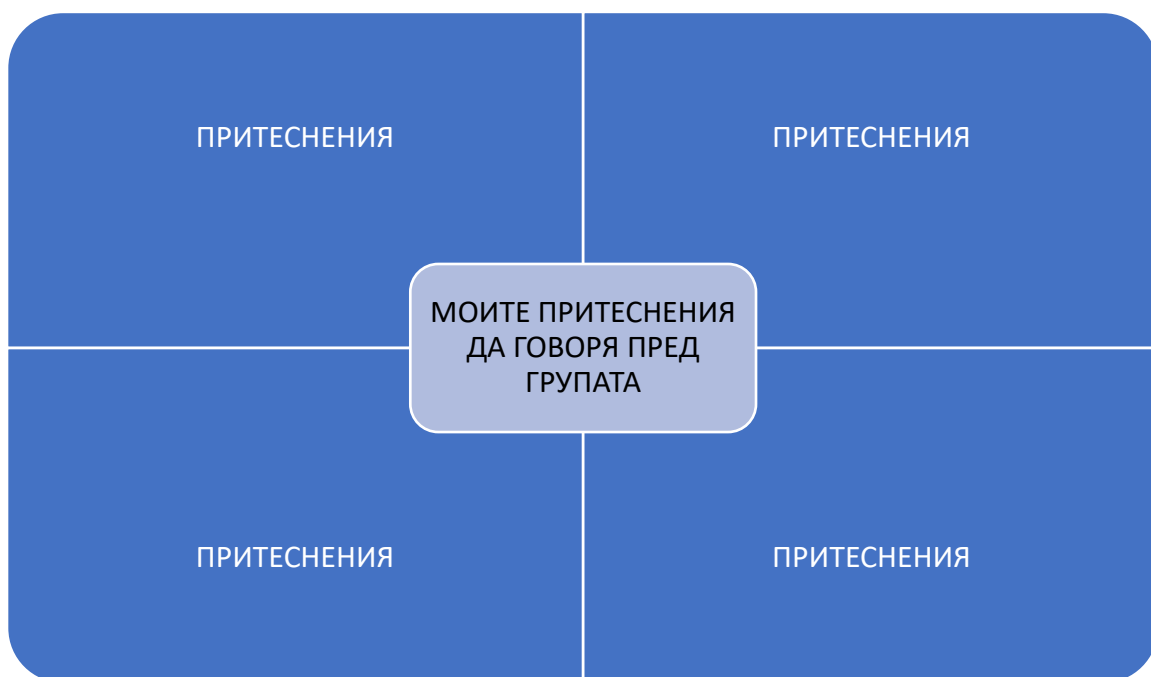 ПРИТЕСНЕНИЯ
ПРИТЕСНЕНИЯ
МОИТЕ ПРИТЕСНЕНИЯ
ДА ГОВОРЯ ПРЕД
ГРУПАТА
ПРИТЕСНЕНИЯ
ПРИТЕСНЕНИЯ